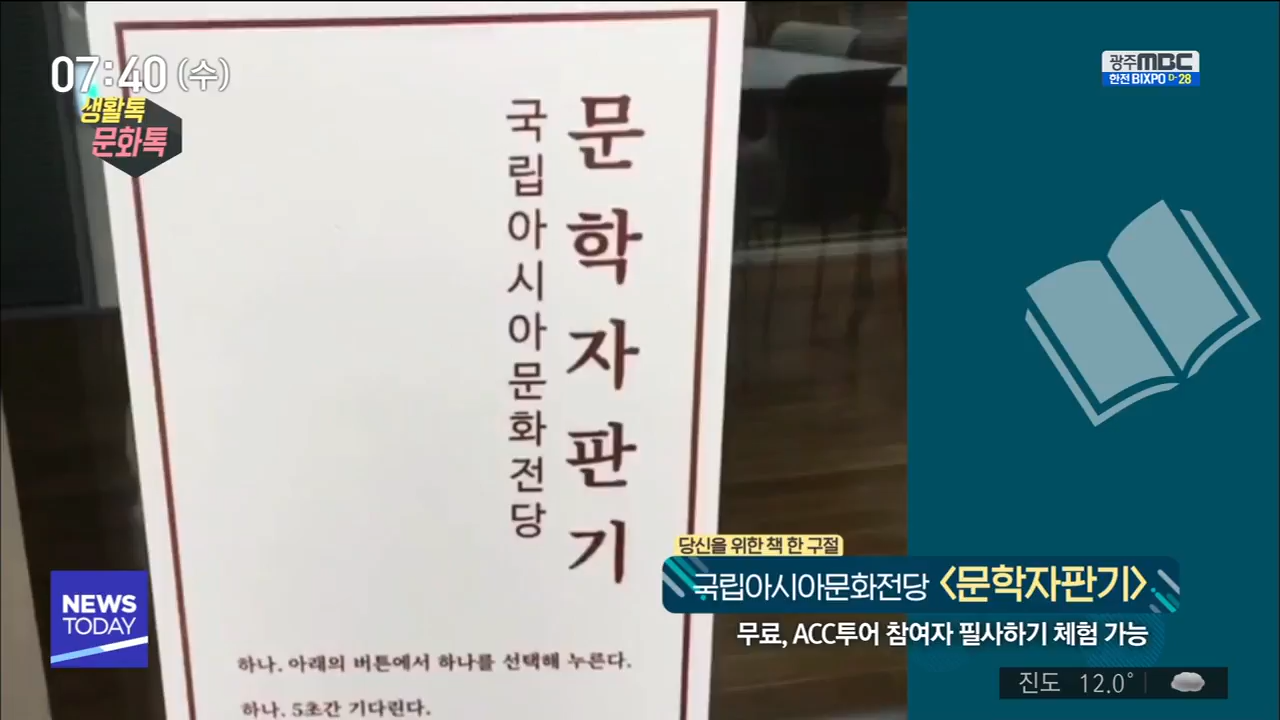 07:40 (수)
생활톡
문화톡
광주MBC
한전 BIXPO D-28
문학자판기
국립아시아문화전당
하나. 아래의 버튼에서 하나를 선택해 누른다.
하나. 5초간 기다린다.
당신을 위한 책 한 구절
국립아시아문화전당 <문학자판기>
무료, ACC투어 참여자 필사하기 체험 가능
NEWS
TODAY
진도 12.0°